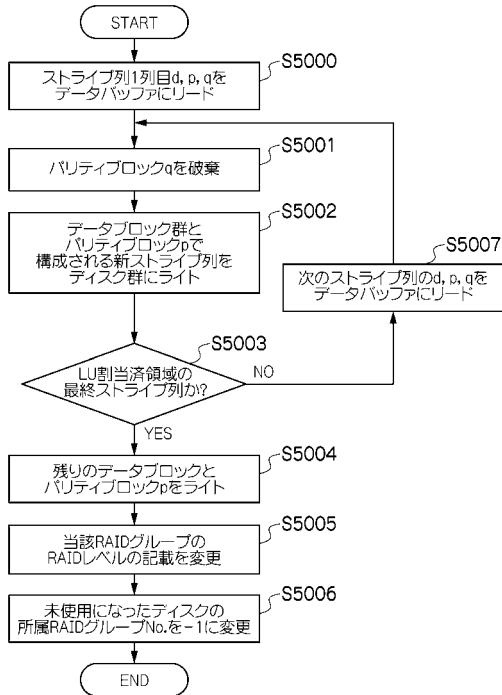 START
S5000
ストライプ列1列目d, p, qを
データバッファにリード
S5001
パリティブロックqを破棄
S5002
データブロック群と
パリティブロックpで
構成される新ストライプ列を
ディスク群にライト
S5007
次のストライプ列のd, p, qを
データバッファにリード
S5003
LU割当済領域の
最終ストライプ列か?
NO
YES
S5004
残りのデータブロックと
パリティブロックpをライト
S5005
当該RAIDグループの
RAIDレベルの記載を変更
S5006
未使用になったディスクの
所属RAIDグループNo.を-1に変更
END